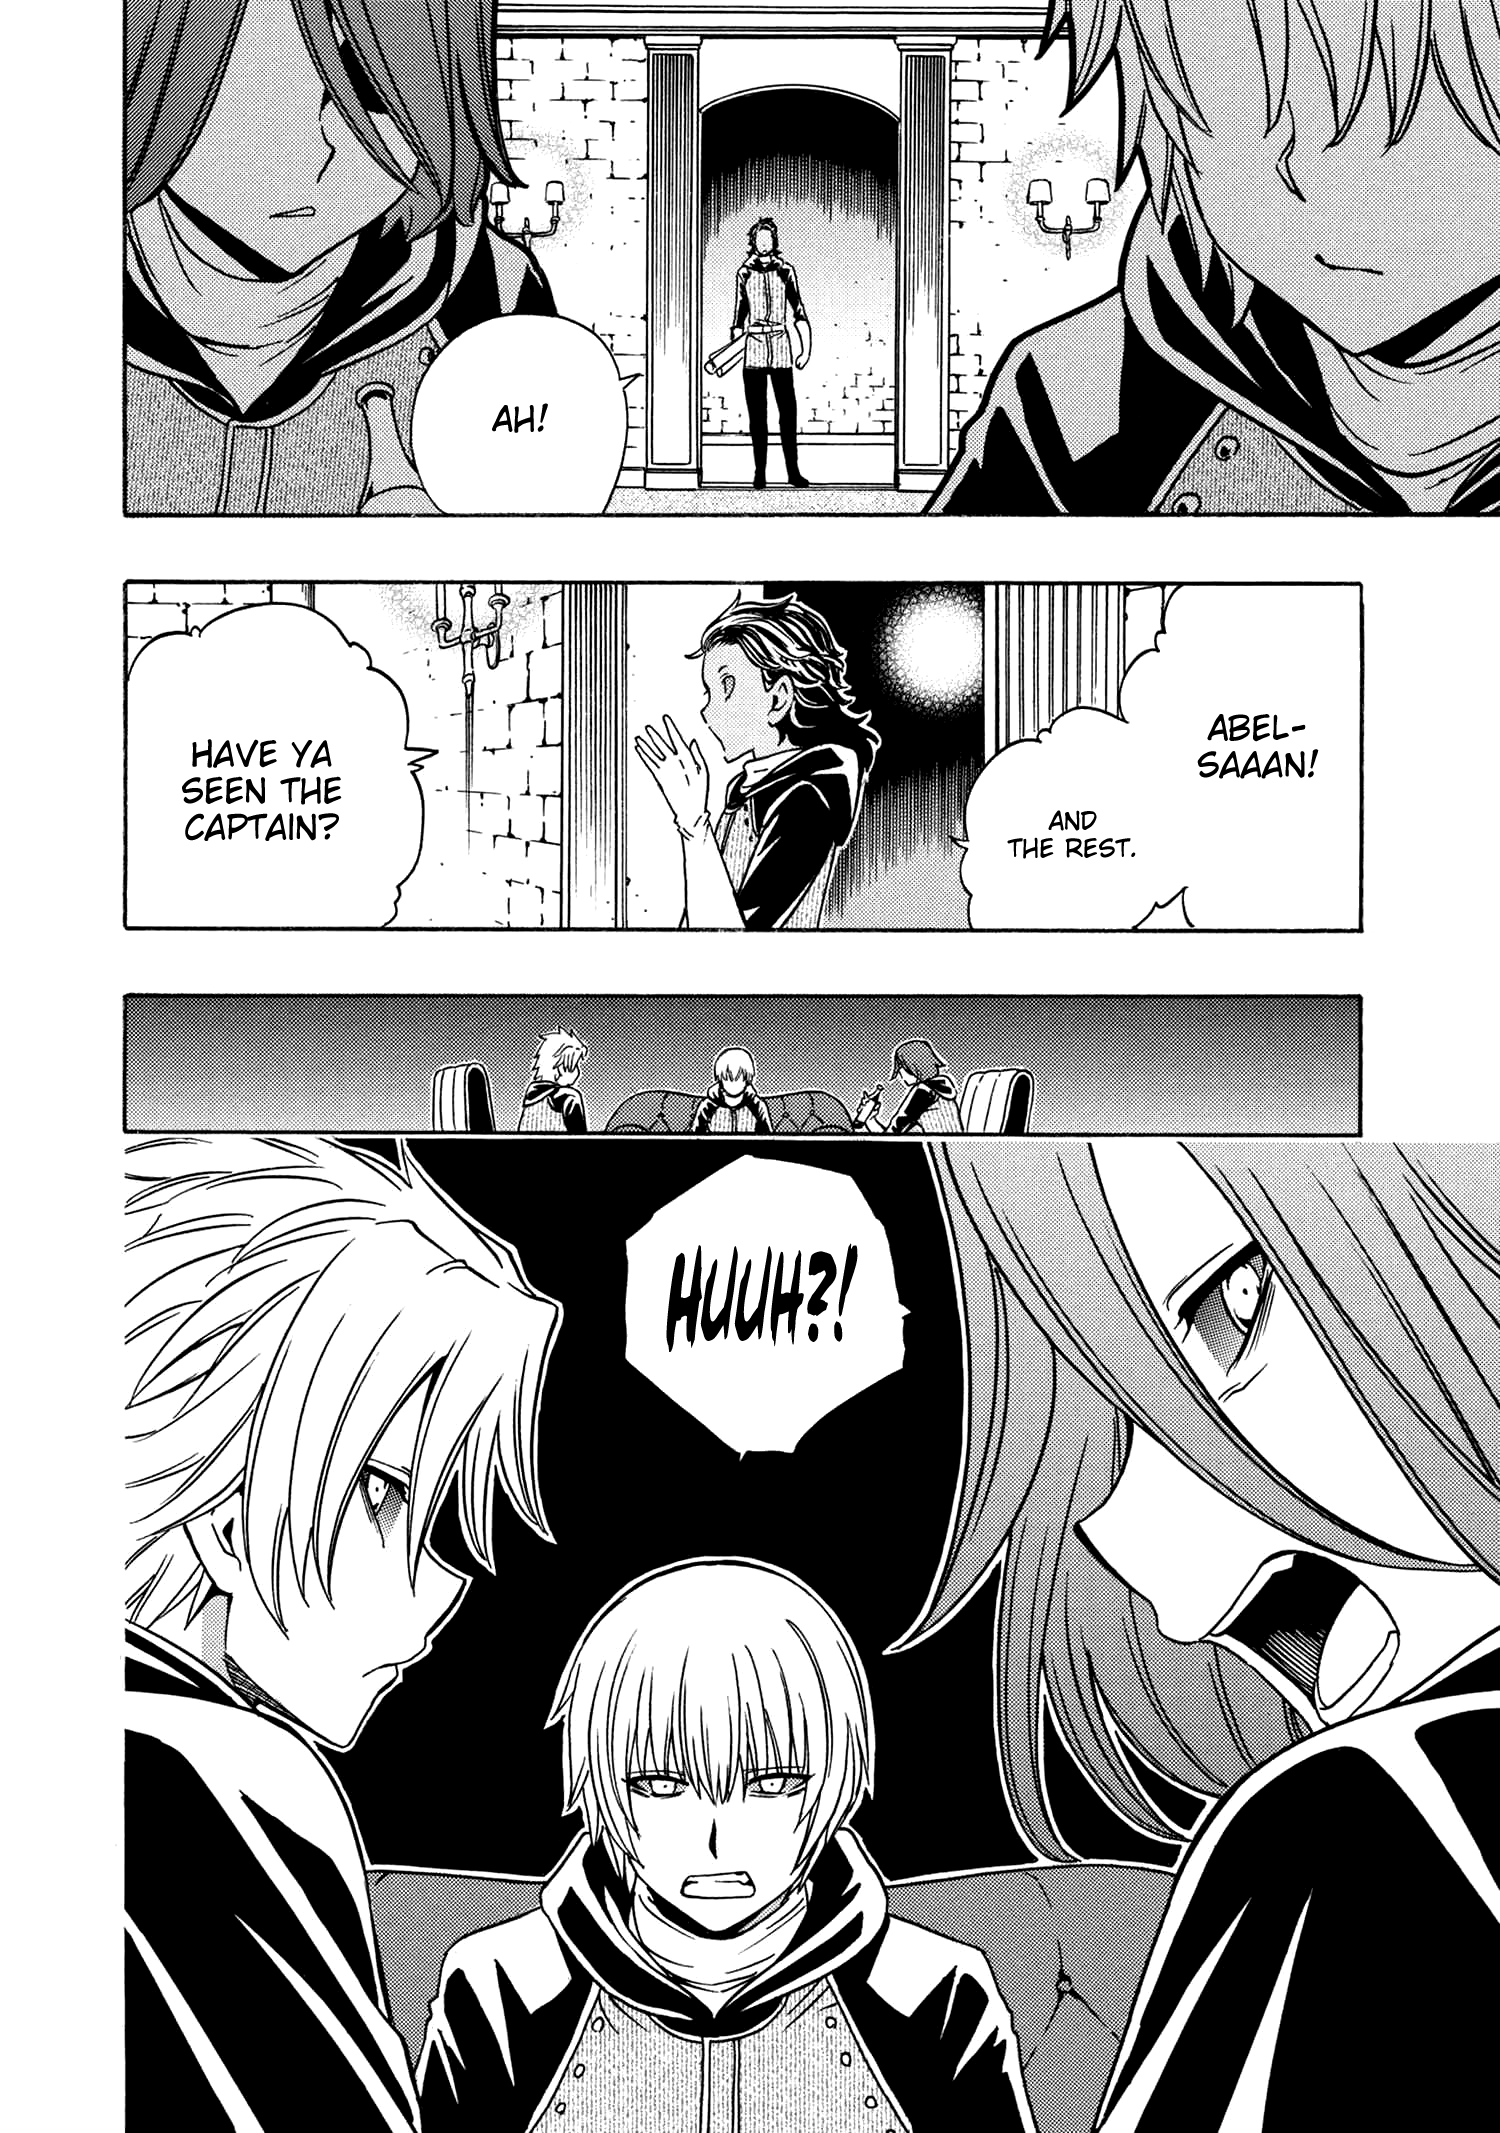 AH!
ABEL-
SAAAN!
AND
THE REST.
HAVE YA
SEEN THE
CAPTAIN?
HUUH?!